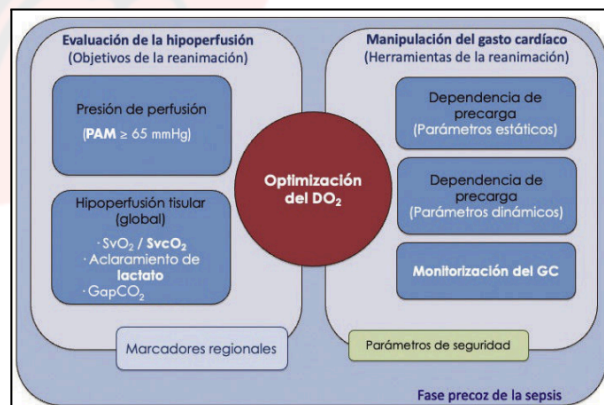 Evaluación de la hipoperfusión
(Objetivos de la reanimación)
Presión de perfusión
(PAM ≥ 65 mmHg)
Hipoperfusión tisular
(global)
· SvO₂ / SvcO₂
· Aclaramiento de
lactato
· GapCO₂
Marcadores regionales
Optimización
del DO₂
Manipulación del gasto cardíaco
(Herramientas de la reanimación)
Dependencia de
precarga
(Parámetros estáticos)
Dependencia de
precarga
(Parámetros dinámicos)
Monitorización del GC
Parámetros de seguridad
Fase precoz de la sepsis